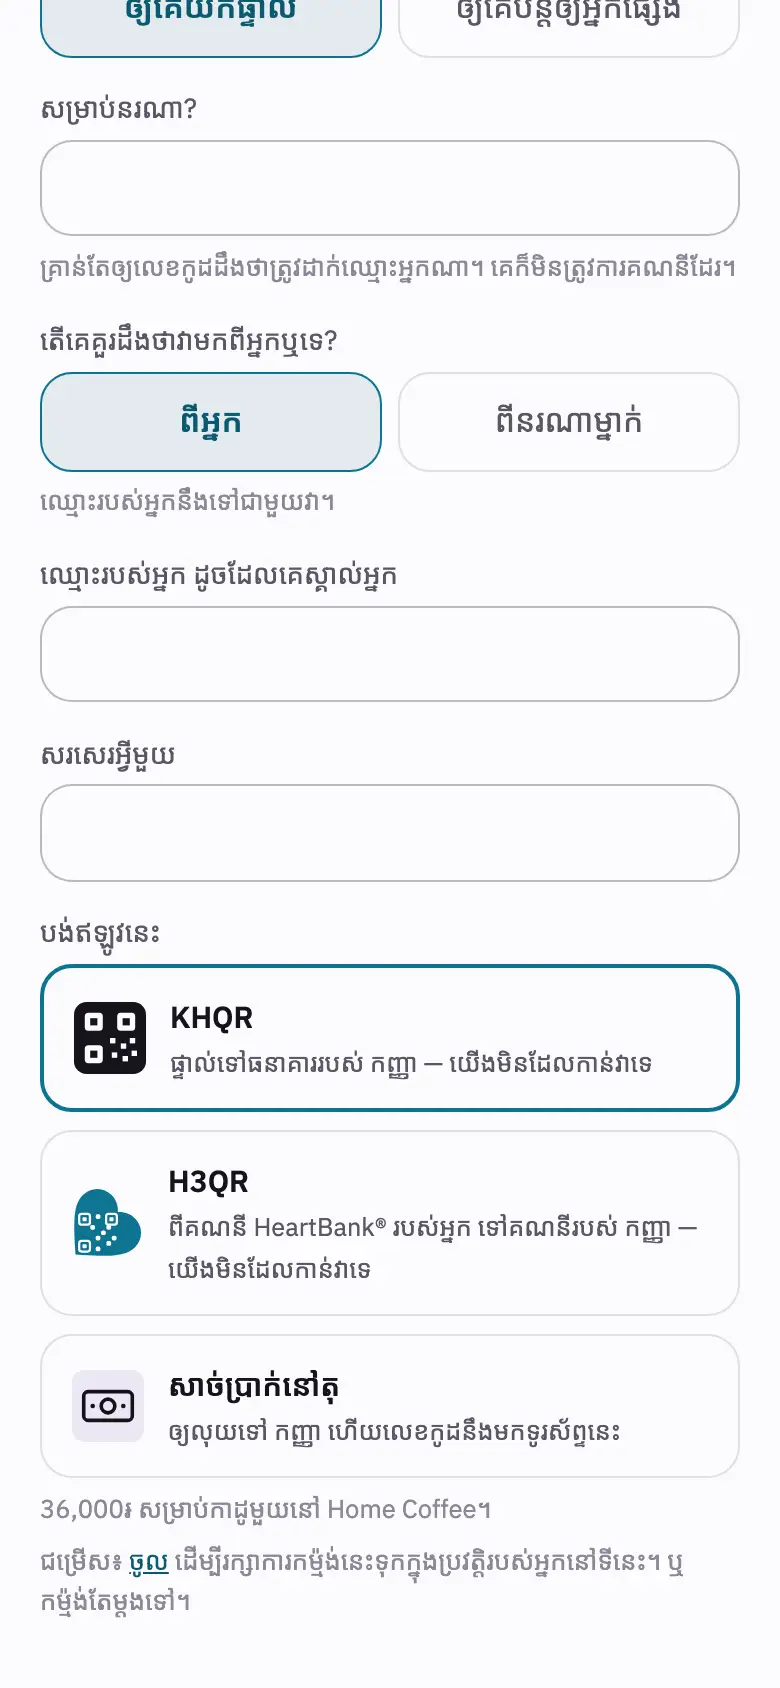 ឲ្យគេយកផ្ទាល់
ឲ្យគេបន្តឲ្យអ្នកផ្សេង
សម្រាប់នរណា?
គ្រាន់តែឲ្យលេខកូដដឹងថាត្រូវដាក់ឈ្មោះអ្នកណា។ គេក៏មិនត្រូវការគណនីដែរ។
តើគេគួរដឹងថាវាមកពីអ្នកឬទេ?
ពីអ្នក
ពីនរណាម្នាក់
ឈ្មោះរបស់អ្នកនឹងទៅជាមួយវា។
ឈ្មោះរបស់អ្នក ដូចដែលគេស្គាល់អ្នក
សរសេរអ្វីមួយ
បង់ឥឡូវនេះ
KHQR
ផ្ទាល់ទៅធនាគាររបស់ កញ្ញា — យើងមិនដែលកាន់វាទេ
H3QR
ពីគណនី HeartBank® របស់អ្នក ទៅគណនីរបស់ កញ្ញា —
យើងមិនដែលកាន់វាទេ
សាច់ប្រាក់នៅតុ
ឲ្យលុយទៅ កញ្ញា ហើយលេខកូដនឹងមកទូរស័ព្ទនេះ
36,000៛ សម្រាប់កាដូមួយនៅ Home Coffee។
ជម្រើស៖ ចូល ដើម្បីរក្សាការកម្ម៉ង់នេះទុកក្នុងប្រវត្តិរបស់អ្នកនៅទីនេះ។ ឬ
កម្ម៉ង់តែម្តងទៅ។